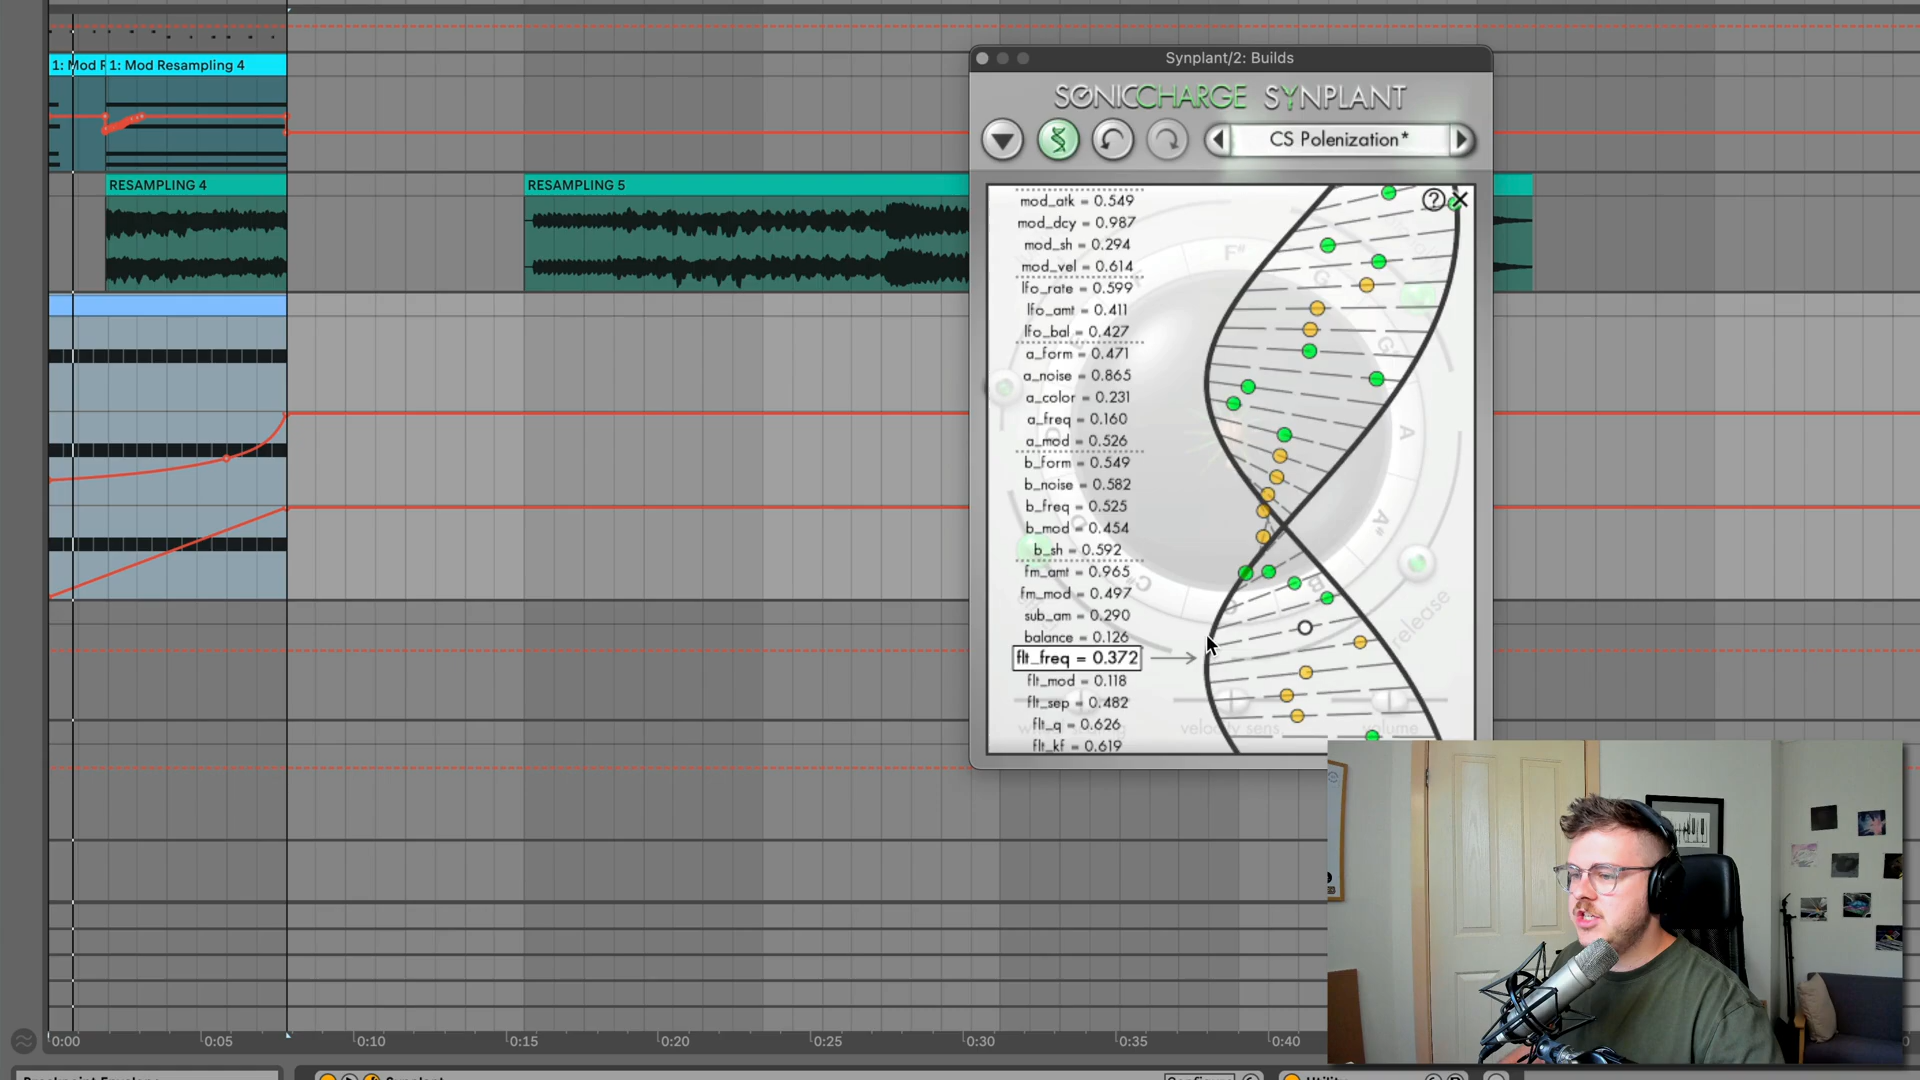 Synplant/2: Builds
SONICCHARGE SYNPLANT
CS Polenization*
1: Mod F
1: Mod Resampling 4
RESAMPLING 4
RESAMPLING 5
mod_atk = 0.549
mod_dcy = 0.987
mod_sh = 0.294
mod_vel = 0.614
lfo_rate = 0.599
lfo_amt = 0.411
lfo_bal = 0.427
a_form = 0.471
a_noise = 0.865
a_color = 0.231
a_freq = 0.160
a_mod = 0.526
b_form = 0.549
b_noise = 0.582
b_freq = 0.525
b_mod = 0.454
b_sh = 0.592
fm_amt = 0.965
fm_mod = 0.497
sub_am = 0.290
balance = 0.126
flt_freq = 0.372
flt_mod = 0.118
flt_sep = 0.482
flt_q = 0.626
flt_kf = 0.619
?
F#
G
G#
A
A#
B
C
C#
release
velocity sens.
volume
0:00
0:05
0:10
0:15
0:20
0:25
0:30
0:35
0:40